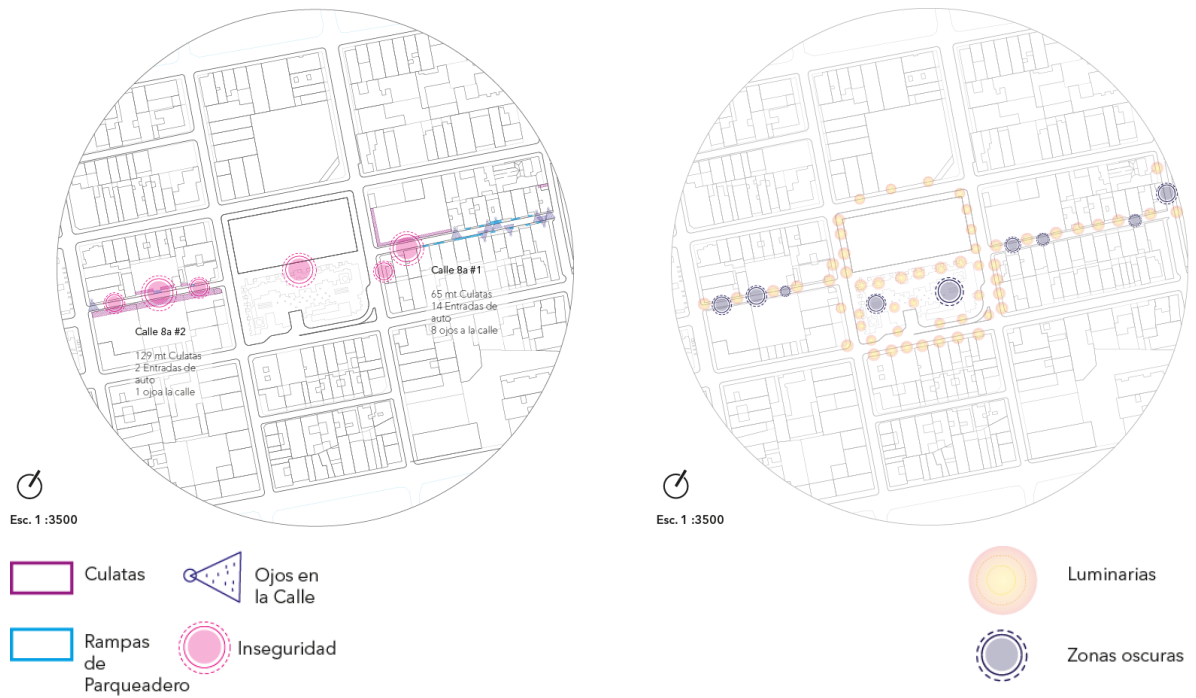 Calle 8a #1
65 mt Culatas
14 Entradas de
auto
8 ojos a la calle
Calle 8a #2
129 mt Culatas
2 Entradas de
auto
1 ojoa la calle
Esc. 1 :3500
Culatas
Ojos en
la Calle
Rampas
de
Parqueadero
Inseguridad
Esc. 1 :3500
Luminarias
Zonas oscuras